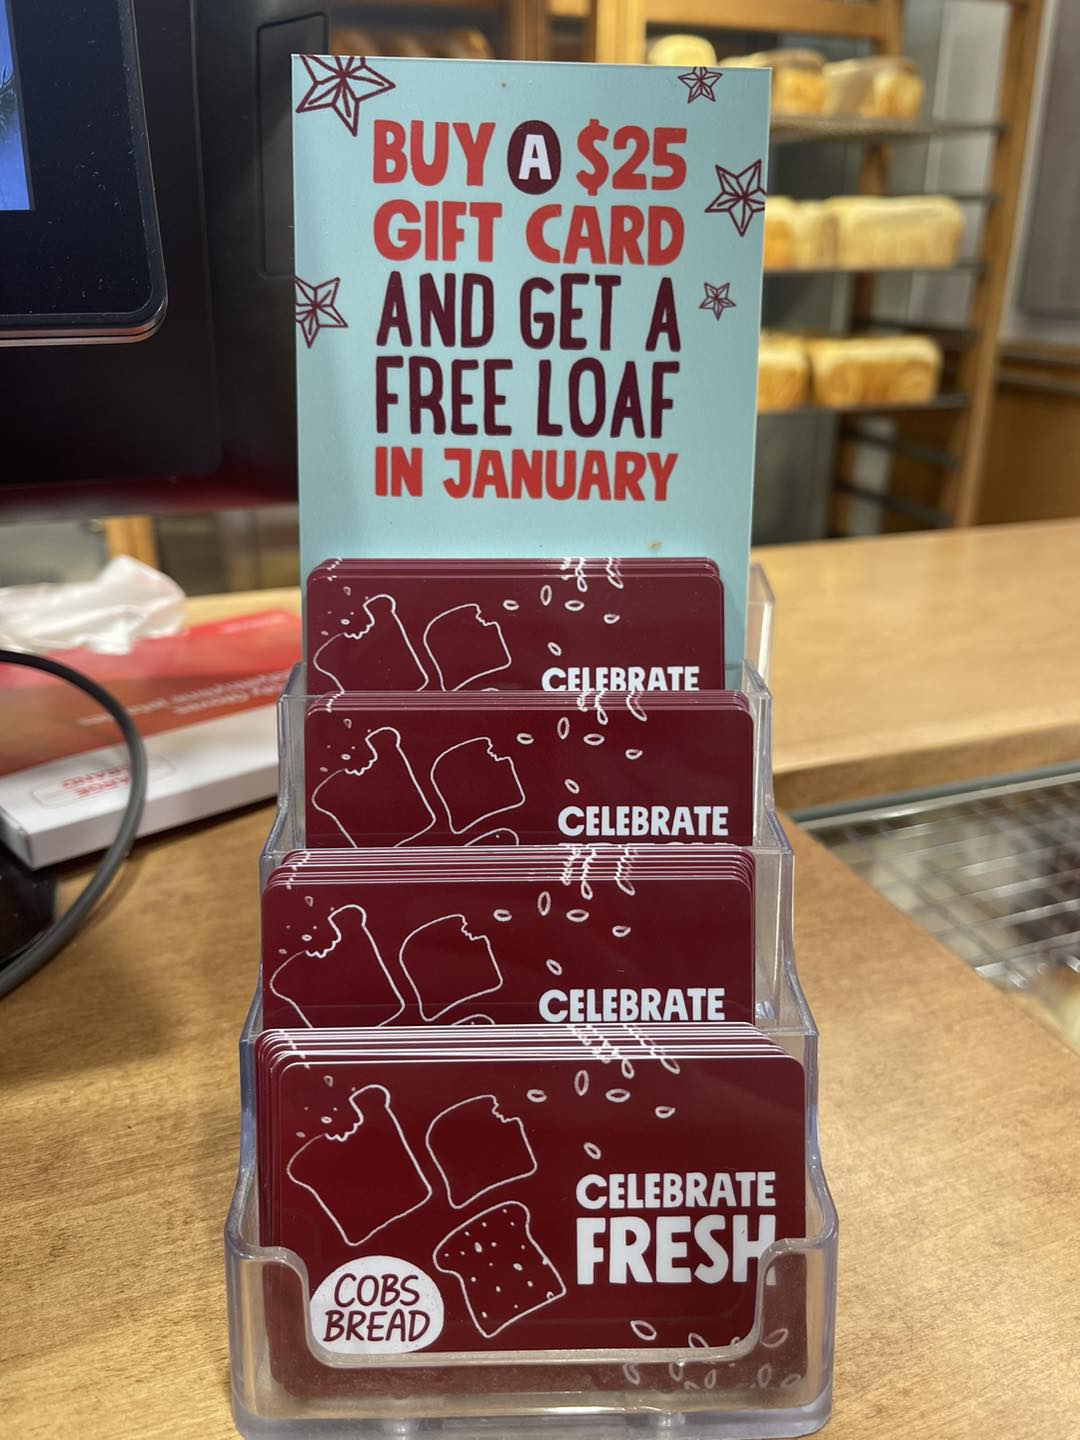 BUY A $25
GIFT CARD
AND GET A
FREE LOAF
IN JANUARY
CELEBRATE
CELEBRATE
CELEBRATE
CELEBRATE
FRESH
COBS
BREAD